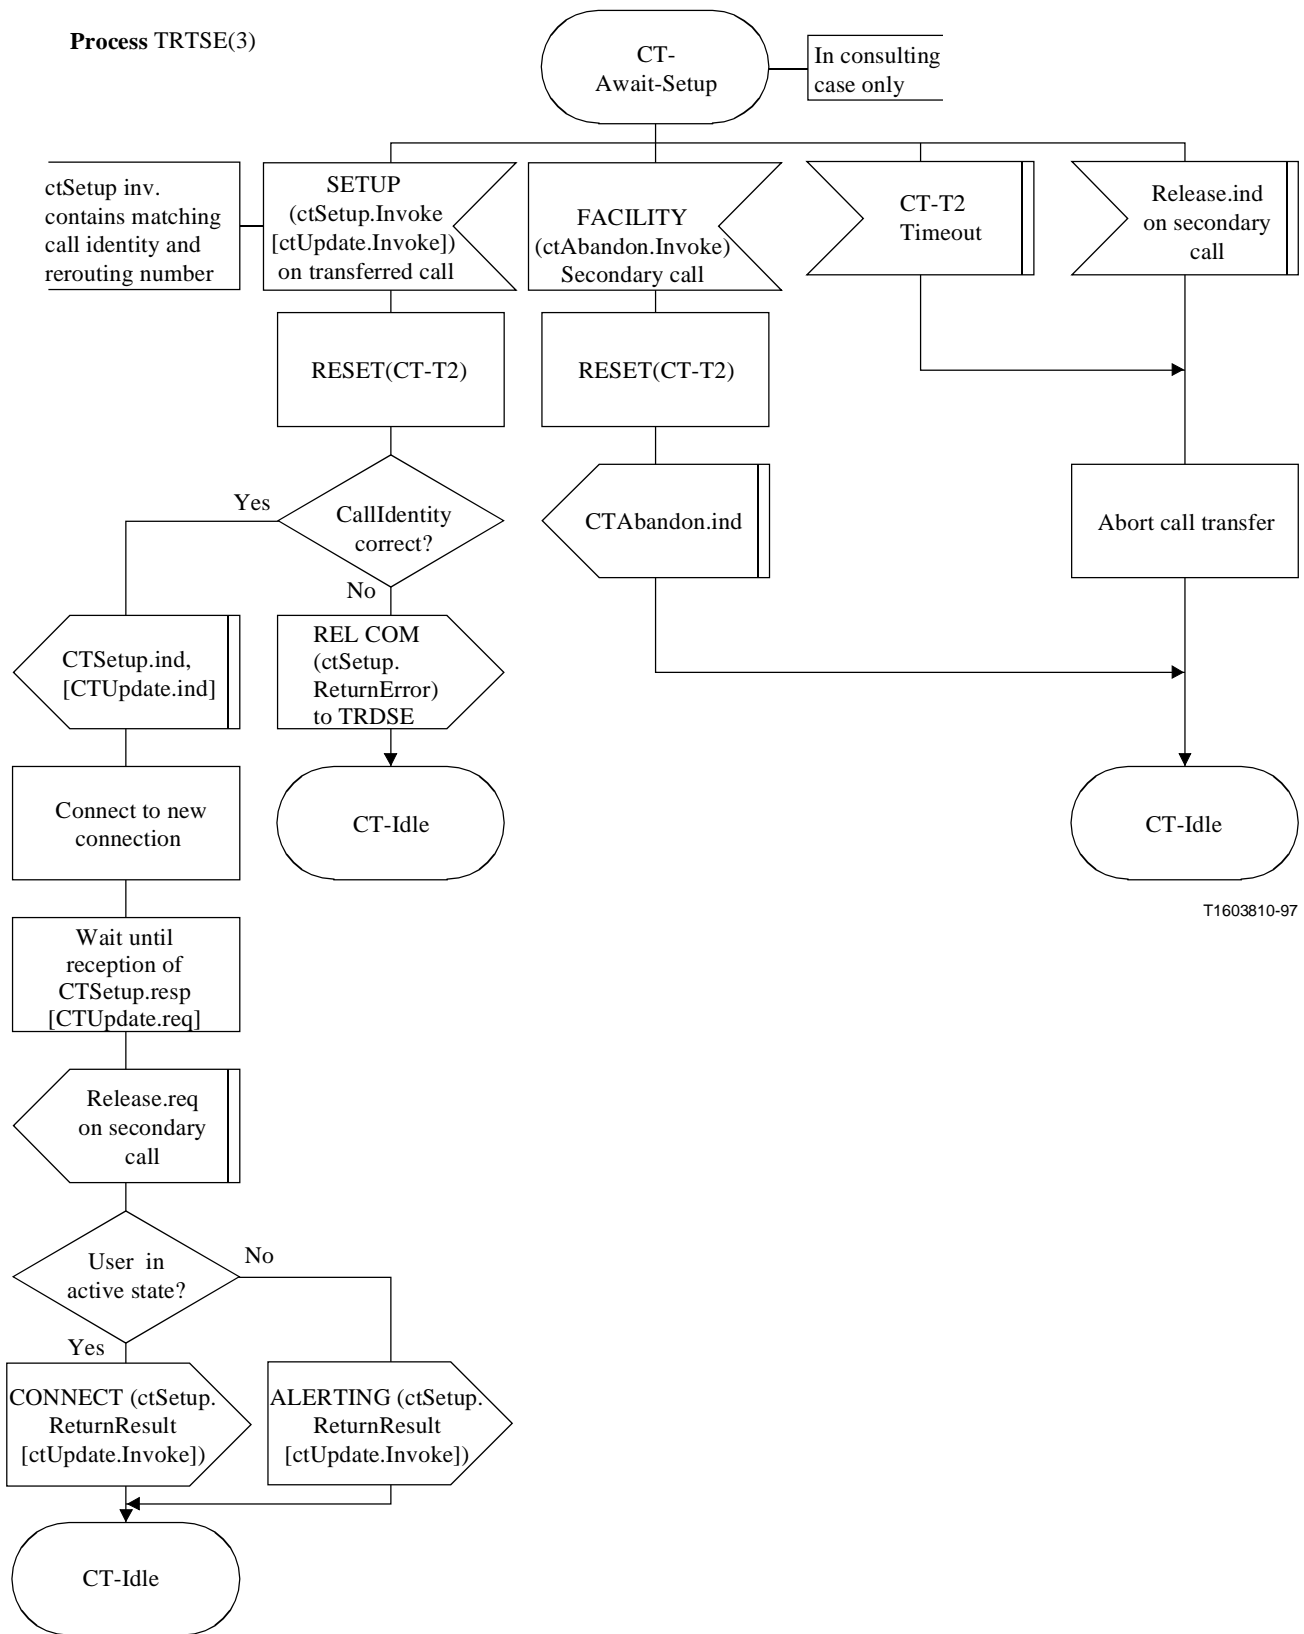 Process TRTSE(3)
CT-
Await-Setup
In consulting
case only
ctSetup inv.
contains matching
call identity and
rerouting number
SETUP
(ctSetup.Invoke
[ctUpdate.Invoke])
on transferred call
FACILITY
(ctAbandon.Invoke)
Secondary call
CT-T2
Timeout
Release.ind
on secondary
call
RESET(CT-T2)
RESET(CT-T2)
Yes
CallIdentity
correct?
No
CTAbandon.ind
Abort call transfer
CTSetup.ind,
[CTUpdate.ind]
REL COM
(ctSetup.
ReturnError)
to TRDSE
Connect to new
connection
CT-Idle
CT-Idle
T1603810-97
Wait until
reception of
CTSetup.resp
[CTUpdate.req]
Release.req
on secondary
call
User in
active state?
No
Yes
CONNECT (ctSetup.
ReturnResult
[ctUpdate.Invoke])
ALERTING (ctSetup.
ReturnResult
[ctUpdate.Invoke])
CT-Idle